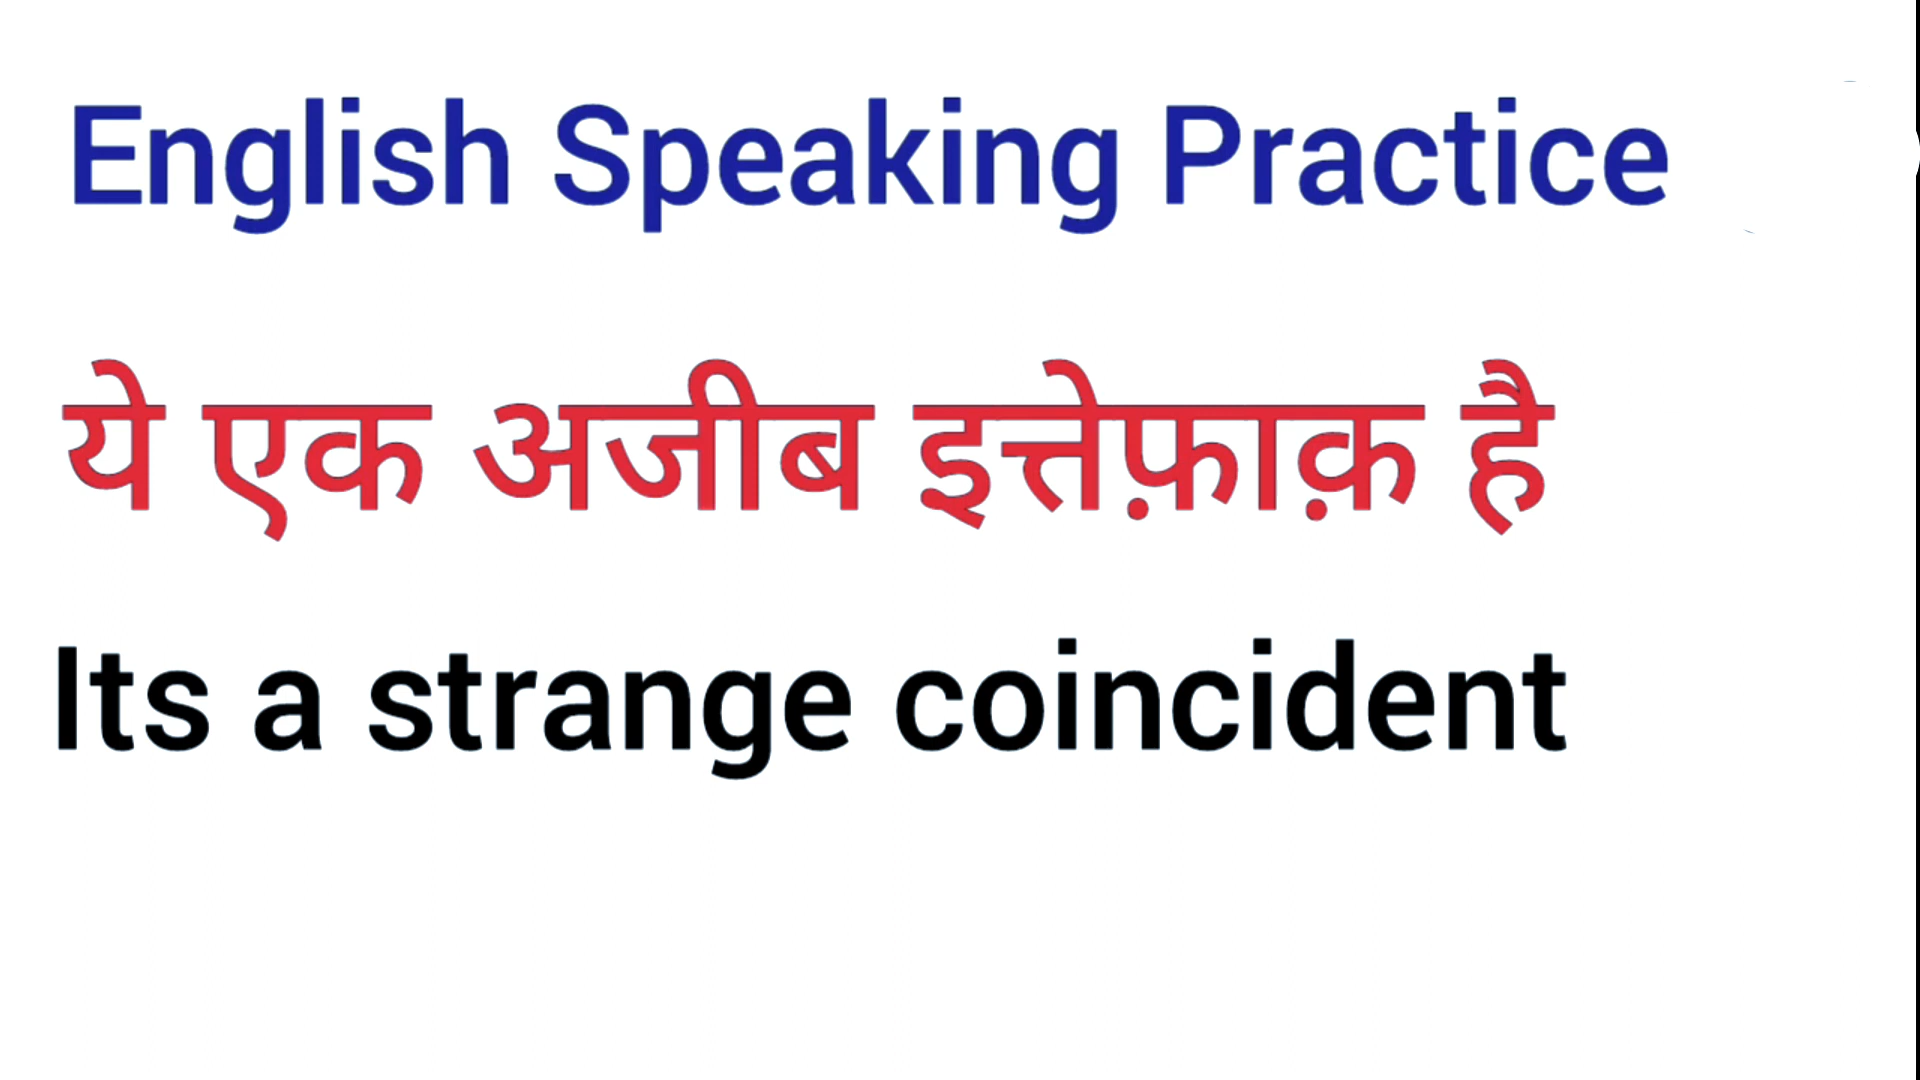 English Speaking Practice
ये एक अजीब इत्तेफ़ाक़ है
Its a strange coincident